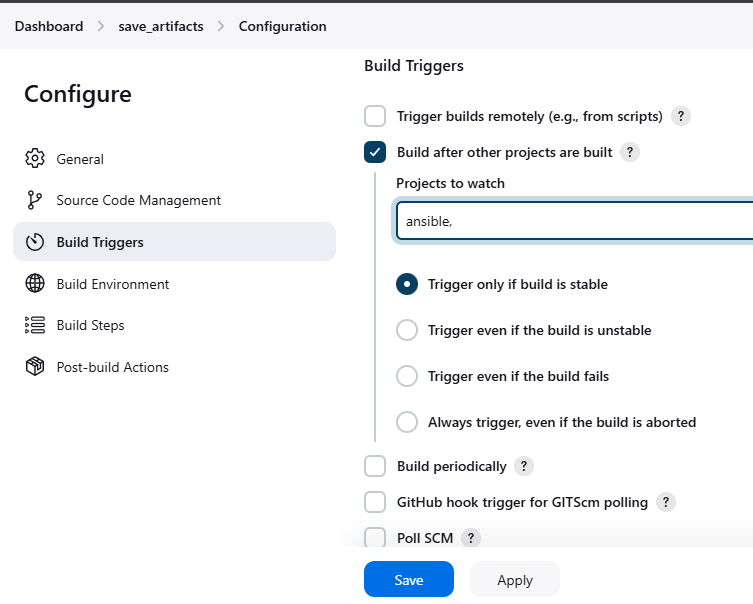 Dashboard > save_artifacts > Configuration
Configure
General
Source Code Management
Build Triggers
Build Environment
Build Steps
Post-build Actions
Build Triggers
Trigger builds remotely (e.g., from scripts) ?
Build after other projects are built ?
Projects to watch
ansible,
Trigger only if build is stable
Trigger even if the build is unstable
Trigger even if the build fails
Always trigger, even if the build is aborted
Build periodically ?
GitHub hook trigger for GITScm polling ?
Poll SCM ?
Save Apply